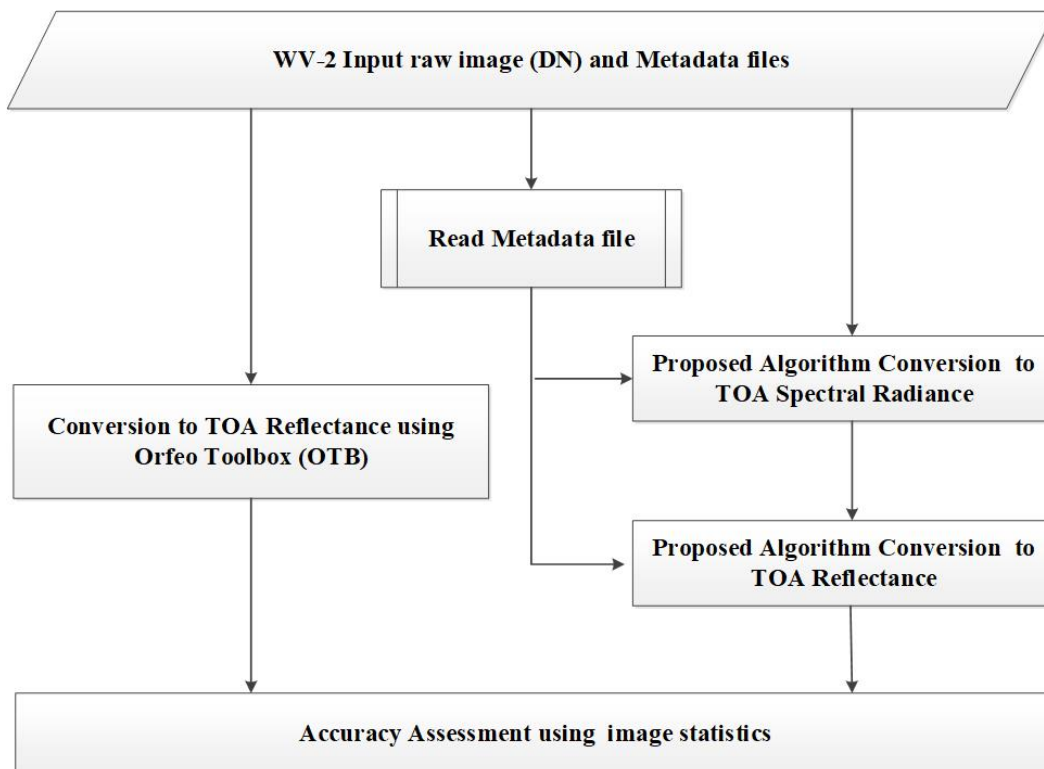 WV-2 Input raw image (DN) and Metadata files
Read Metadata file
Proposed Algorithm Conversion to
TOA Spectral Radiance
Conversion to TOA Reflectance using
Orfeo Toolbox (OTB)
Proposed Algorithm Conversion to
TOA Reflectance
Accuracy Assessment using image statistics